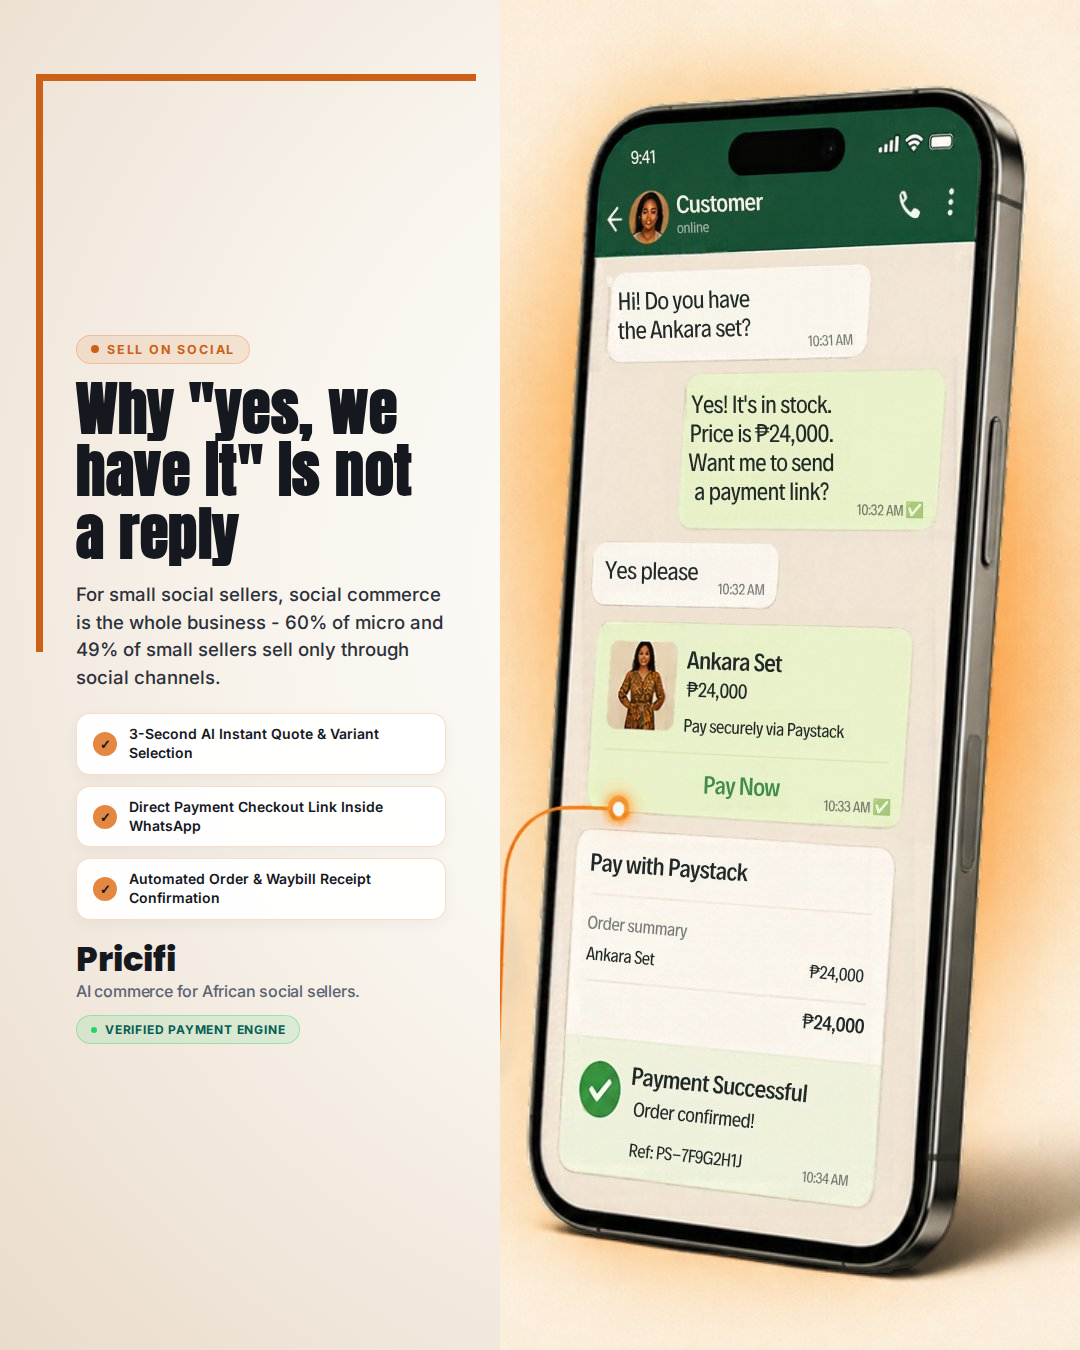 SELL ON SOCIAL
Why "yes, we
have it" is not
a reply
For small social sellers, social commerce
is the whole business - 60% of micro and
49% of small sellers sell only through
social channels.
3-Second AI Instant Quote & Variant
Selection
Direct Payment Checkout Link Inside
WhatsApp
Automated Order & Waybill Receipt
Confirmation
Pricifi
AI commerce for African social sellers.
VERIFIED PAYMENT ENGINE
9:41
Customer
online
Hi! Do you have
the Ankara set?
10:31 AM
Yes! It's in stock.
Price is ₱24,000.
Want me to send
a payment link?
10:32 AM ✅
Yes please
10:32 AM
Ankara Set
₱24,000
Pay securely via Paystack
Pay Now
10:33 AM ✅
Pay with Paystack
Order summary
Ankara Set
₱24,000
₱24,000
Payment Successful
Order confirmed!
Ref: PS-7F9G2H1J
10:34 AM